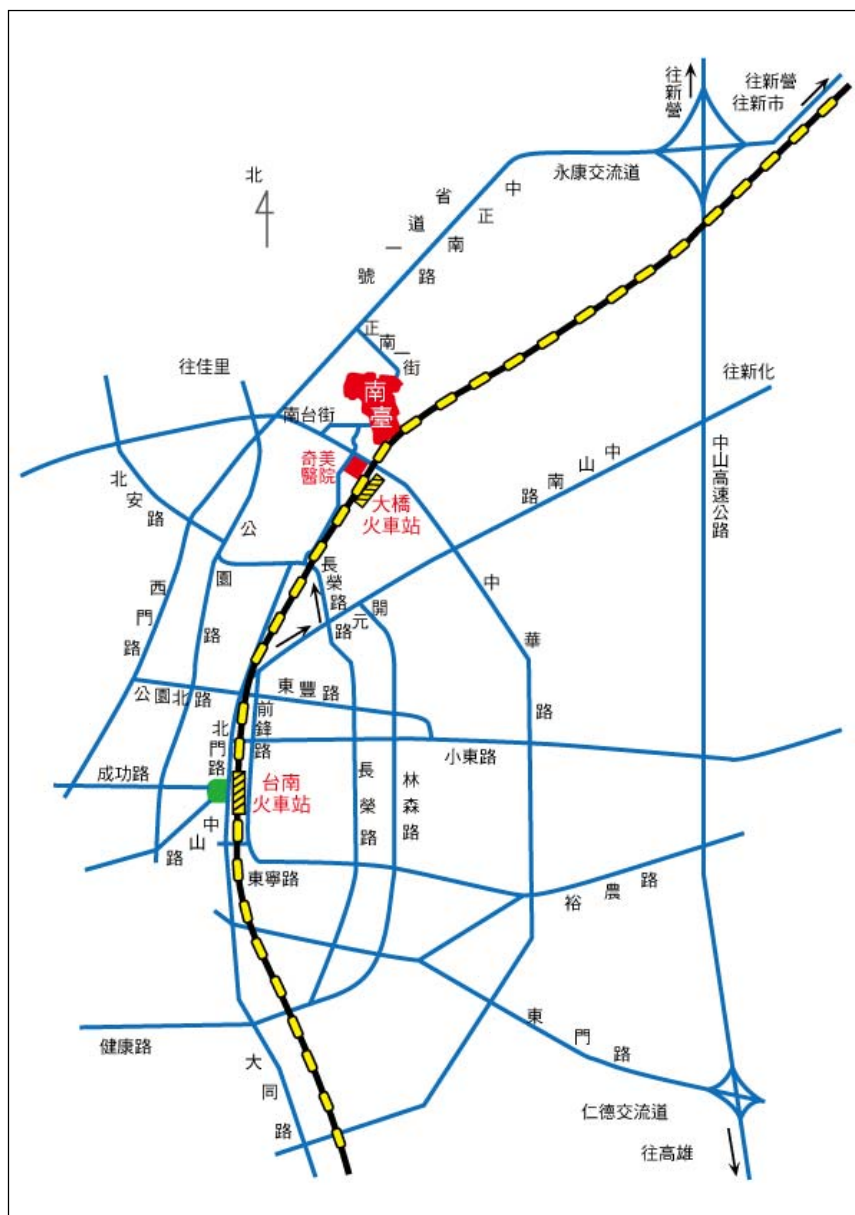 往新營
往新營
往新市
永康交流道
北
省道一號
中正南路
正南一街
往佳里
南台街
南臺
往新化
奇美
醫院
大橋
火車站
中山南路
中山高速公路
北安路
公園路
西門路
長榮路
開元路
中華路
公園北路
東豐路
北門路
前鋒路
小東路
成功路
台南
火車站
長榮路
林森路
中山路
東寧路
裕農路
東門路
健康路
大同路
仁德交流道
往高雄